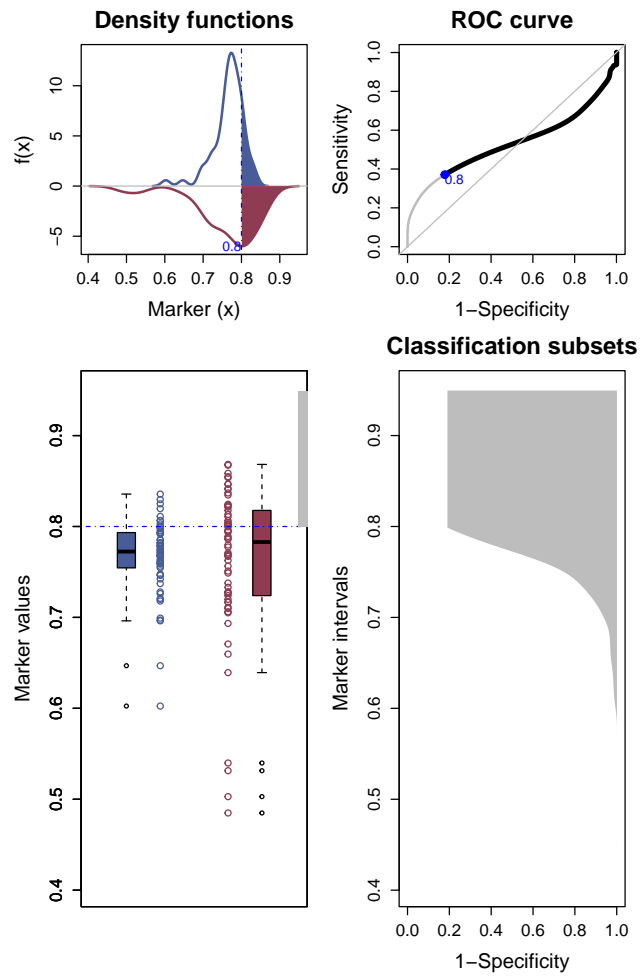 Density functions
f(x)
10
5
0
−5
0.8
0.4 0.5 0.6 0.7 0.8 0.9
Marker (x)
ROC curve
Sensitivity
0.0 0.2 0.4 0.6 0.8 1.0
0.8
0.0 0.2 0.4 0.6 0.8 1.0
1−Specificity
Marker values
0.4 0.5 0.6 0.7 0.8 0.9
Classification subsets
Marker intervals
0.4 0.5 0.6 0.7 0.8 0.9
0.0 0.2 0.4 0.6 0.8 1.0
1−Specificity